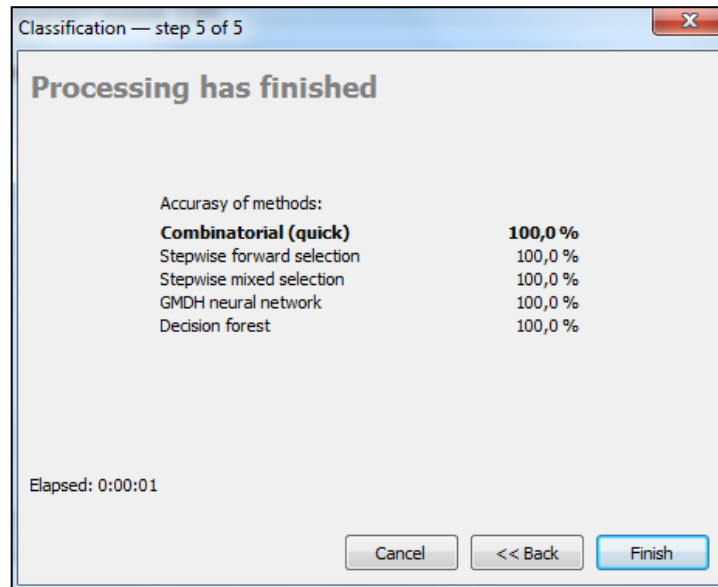 Classification — step 5 of 5
Processing has finished
Accurasy of methods:
Combinatorial (quick) 100,0 %
Stepwise forward selection 100,0 %
Stepwise mixed selection 100,0 %
GMDH neural network 100,0 %
Decision forest 100,0 %
Elapsed: 0:00:01
Cancel << Back Finish